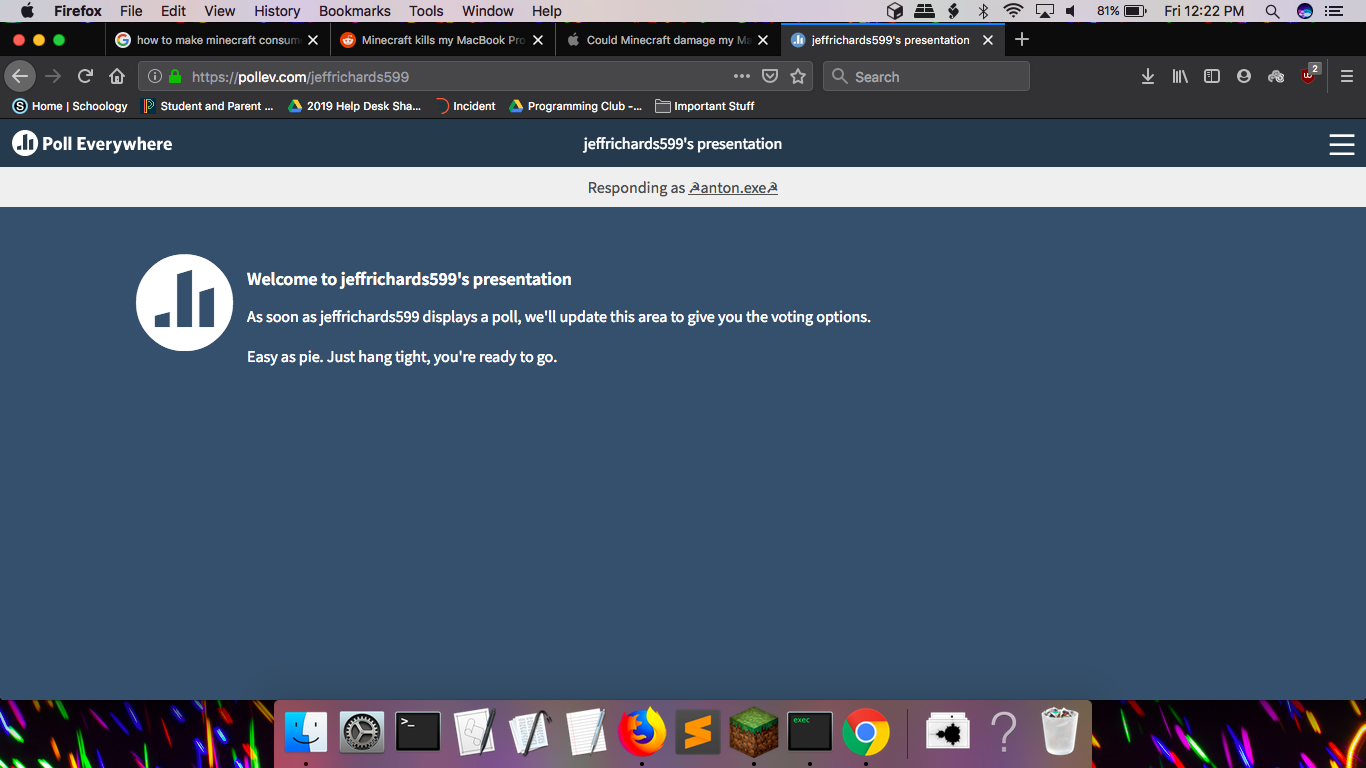 Firefox File Edit View History Bookmarks Tools Window Help 81% Fri 12:22 PM
how to make minecraft consum Minecraft kills my MacBook Pro Could Minecraft damage my Ma jeffrichards599's presentation
https://pollev.com/jeffrichards599 Search 2
Home | Schoology Student and Parent ... 2019 Help Desk Sha... Incident Programming Club -... Important Stuff
Poll Everywhere jeffrichards599's presentation
Responding as ☭anton.exe☭
Welcome to jeffrichards599's presentation
As soon as jeffrichards599 displays a poll, we'll update this area to give you the voting options.
Easy as pie. Just hang tight, you're ready to go.
exec